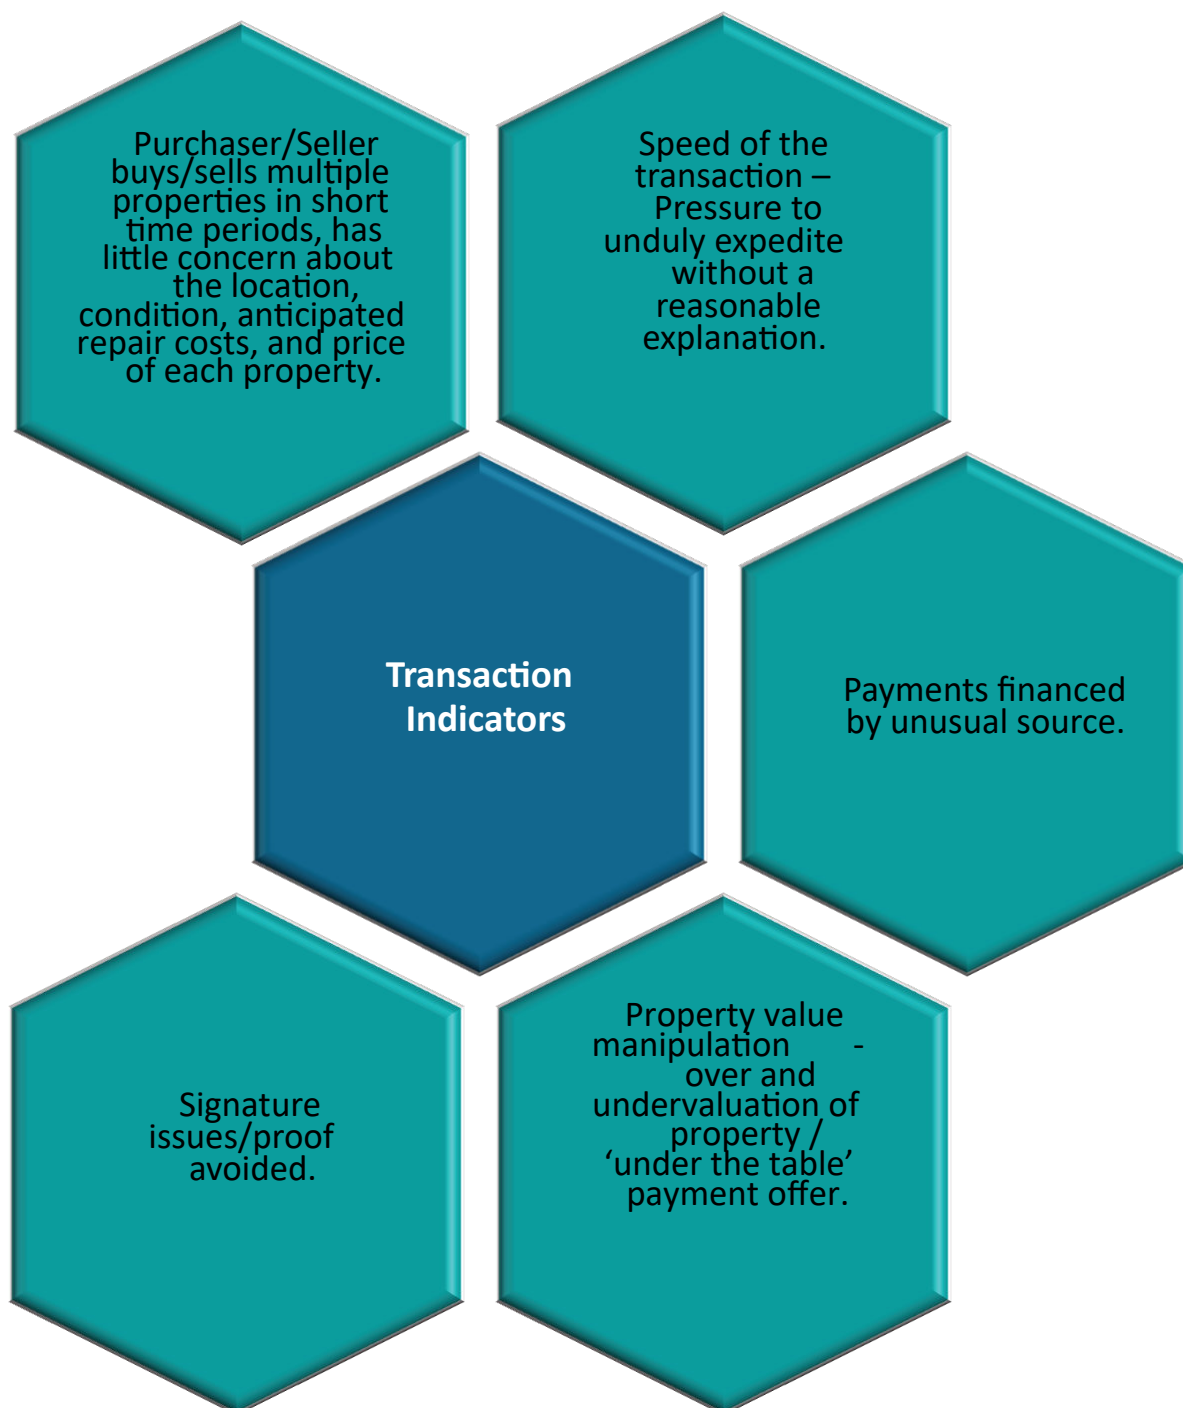 Purchaser/Seller
buys/sells multiple
properties in short
time periods, has
little concern about
the location,
condition, anticipated
repair costs, and price
of each property.
Speed of the
transaction –
Pressure to
unduly expedite
without a
reasonable
explanation.
Transaction
Indicators
Payments financed
by unusual source.
Signature
issues/proof
avoided.
Property value
manipulation -
over and
undervaluation of
property /
‘under the table’
payment offer.